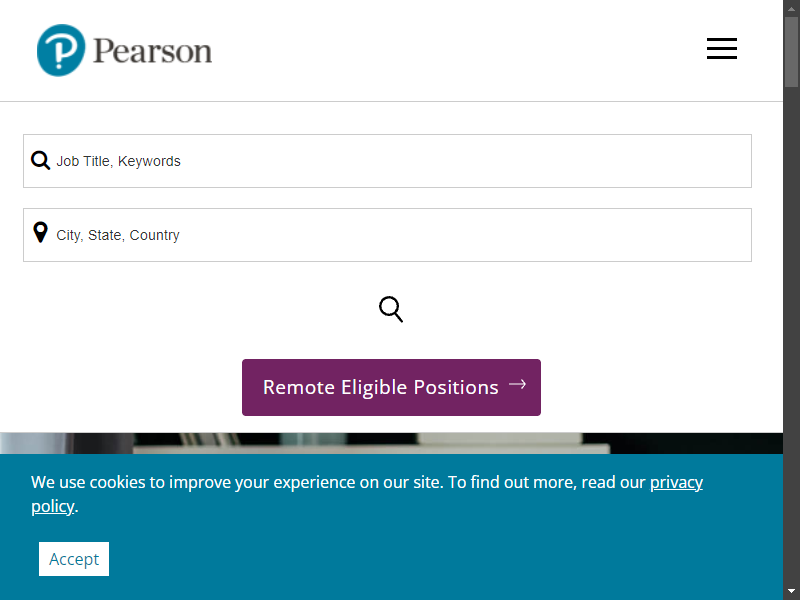 Pearson
Job Title, Keywords
City, State, Country
Remote Eligible Positions →
We use cookies to improve your experience on our site. To find out more, read our privacy
policy.
Accept